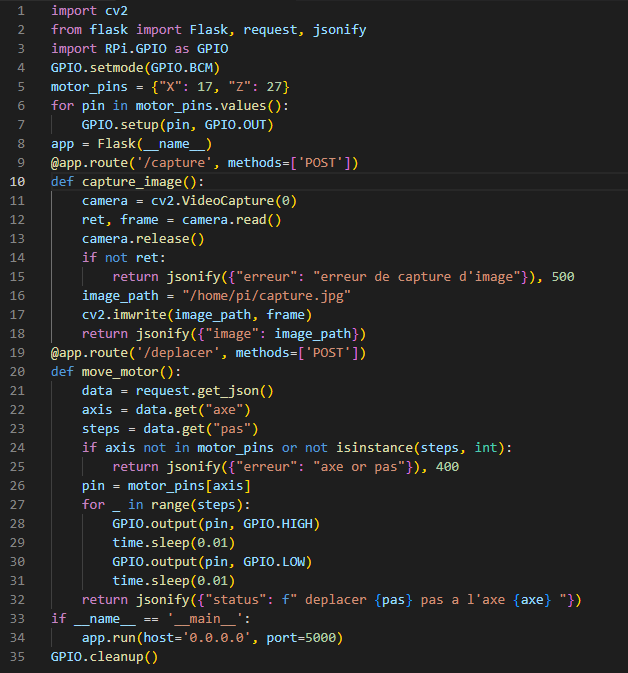 1 import cv2
2 from flask import Flask, request, jsonify
3 import RPi.GPIO as GPIO
4 GPIO.setmode(GPIO.BCM)
5 motor_pins = {"X": 17, "Z": 27}
6 for pin in motor_pins.values():
7     GPIO.setup(pin, GPIO.OUT)
8 app = Flask(__name__)
9 @app.route('/capture', methods=['POST'])
10 def capture_image():
11     camera = cv2.VideoCapture(0)
12     ret, frame = camera.read()
13     camera.release()
14     if not ret:
15         return jsonify({"erreur": "erreur de capture d'image"}), 500
16     image_path = "/home/pi/capture.jpg"
17     cv2.imwrite(image_path, frame)
18     return jsonify({"image": image_path})
19 @app.route('/deplacer', methods=['POST'])
20 def move_motor():
21     data = request.get_json()
22     axis = data.get("axe")
23     steps = data.get("pas")
24     if axis not in motor_pins or not isinstance(steps, int):
25         return jsonify({"erreur": "axe or pas"}), 400
26     pin = motor_pins[axis]
27     for _ in range(steps):
28         GPIO.output(pin, GPIO.HIGH)
29         time.sleep(0.01)
30         GPIO.output(pin, GPIO.LOW)
31         time.sleep(0.01)
32     return jsonify({"status": f" deplacer {pas} pas a l'axe {axe} "})
33 if __name__ == '__main__':
34     app.run(host='0.0.0.0', port=5000)
35 GPIO.cleanup()